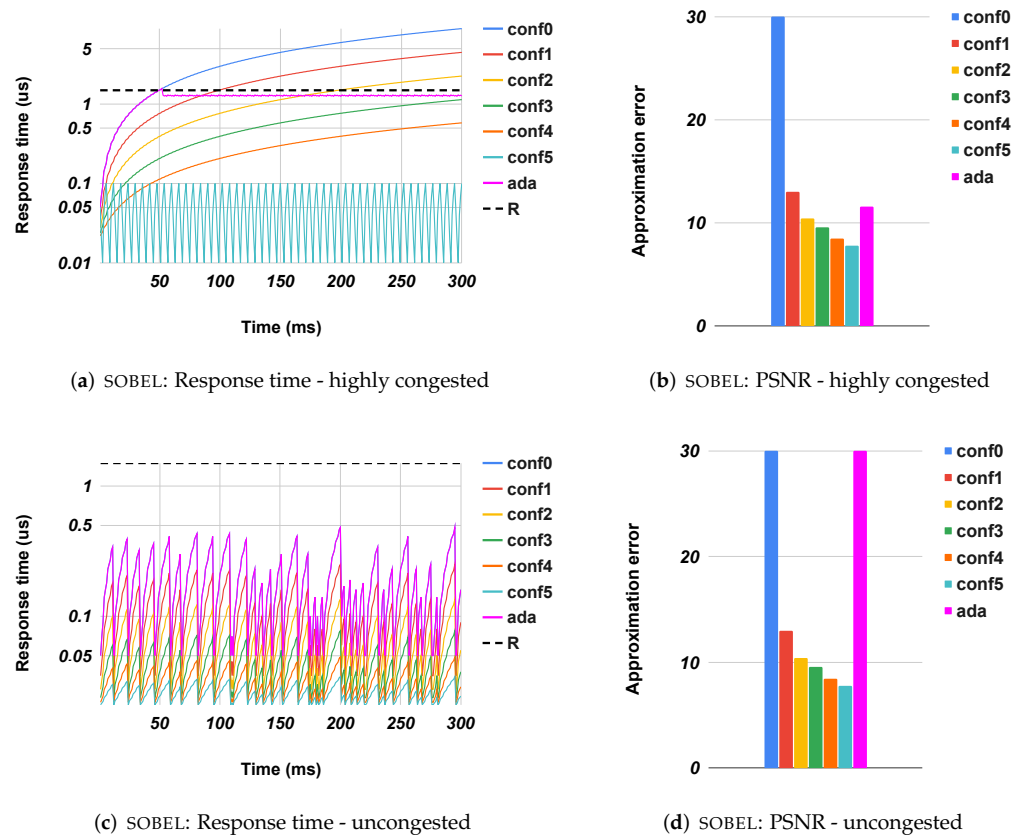 Response time (us)
5
1
0.5
0.1
0.05
0.01
50 100 150 200 250 300
Time (ms)
conf0
conf1
conf2
conf3
conf4
conf5
ada
R
(a) SOBEL: Response time - highly congested
Approximation error
30
20
10
0
conf0
conf1
conf2
conf3
conf4
conf5
ada
(b) SOBEL: PSNR - highly congested
Response time (us)
1
0.5
0.1
0.05
50 100 150 200 250 300
Time (ms)
conf0
conf1
conf2
conf3
conf4
conf5
ada
R
(c) SOBEL: Response time - uncongested
Approximation error
30
20
10
0
conf0
conf1
conf2
conf3
conf4
conf5
ada
(d) SOBEL: PSNR - uncongested